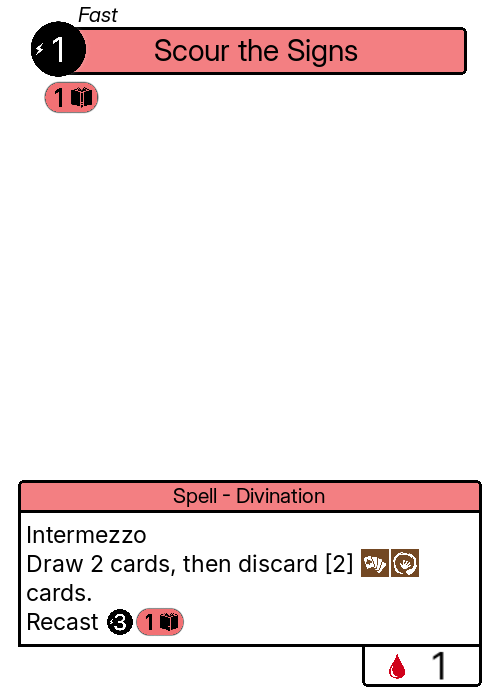 Fast
1 Scour the Signs
1
Spell - Divination
Intermezzo
Draw 2 cards, then discard [2]
cards.
Recast 3 1
1